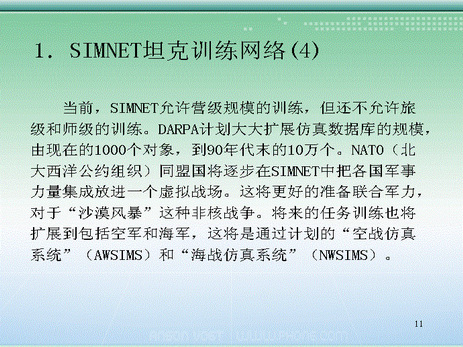 1. SIMNET坦克训练网络(4)
当前，SIMNET允许营级规模的训练，但还不允许旅
级和师级的训练。DARPA计划大大扩展仿真数据库的规模，
由现在的1000个对象，到90年代末的10万个。NATO（北
大西洋公约组织）同盟国将逐步在SIMNET中把各国军事
力量集成放进一个虚拟战场。这将更好的准备联合军力，
对于“沙漠风暴”这种非核战争。将来的任务训练也将
扩展到包括空军和海军，这将是通过计划的“空战仿真
系统”（AWSIMS）和“海战仿真系统”（NWSIMS）。
11